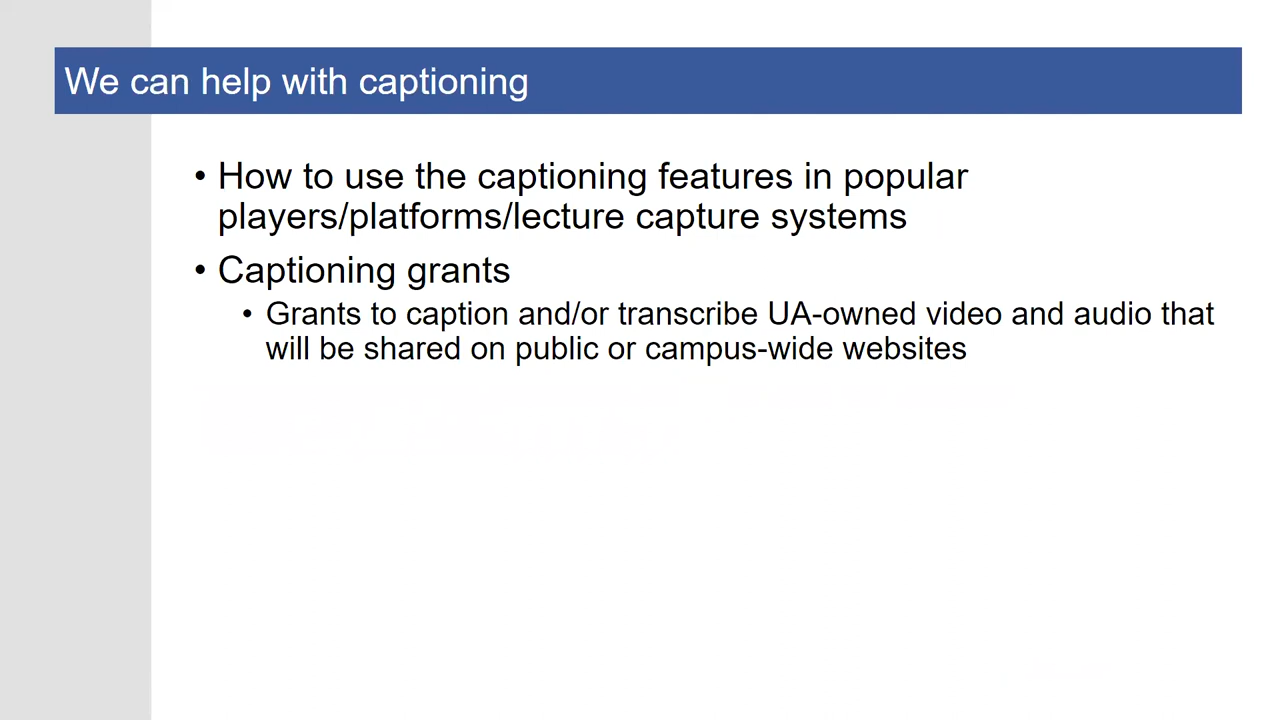 We can help with captioning
• How to use the captioning features in popular
players/platforms/lecture capture systems
• Captioning grants
• Grants to caption and/or transcribe UA-owned video and audio that
will be shared on public or campus-wide websites